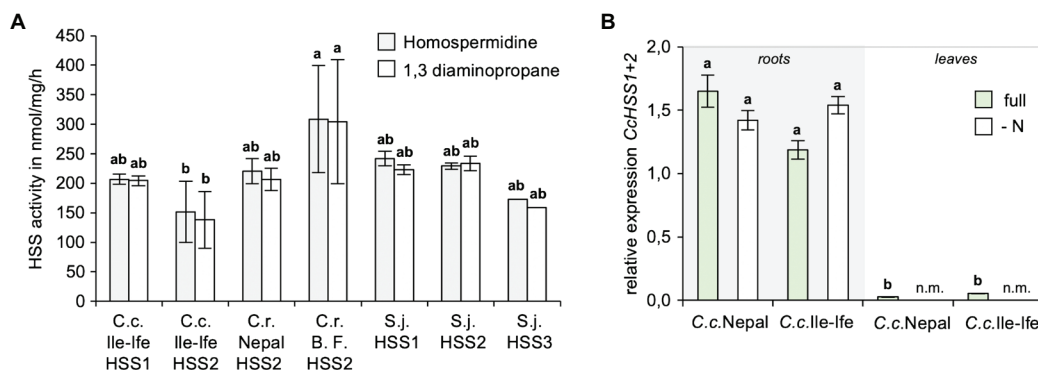 A
HSS activity in nmol/mg/h
450
400
350
300
250
200
150
100
50
0
Homospermidine
1,3 diaminopropane
ab ab
b b
ab ab
a a
ab ab
ab ab
ab ab
C.c. Ile-Ife HSS1
C.c. Ile-Ife HSS2
C.r. Nepal HSS2
C.r. B. F. HSS2
S.j. HSS1
S.j. HSS2
S.j. HSS3
B
relative expression CcHSS1+2
2,0
1,5
1,0
0,5
0,0
roots
leaves
full
- N
a
a
a
a
b
n.m.
b
n.m.
C.c.Nepal
C.c.Ile-Ife
C.c.Nepal
C.c.Ile-Ife